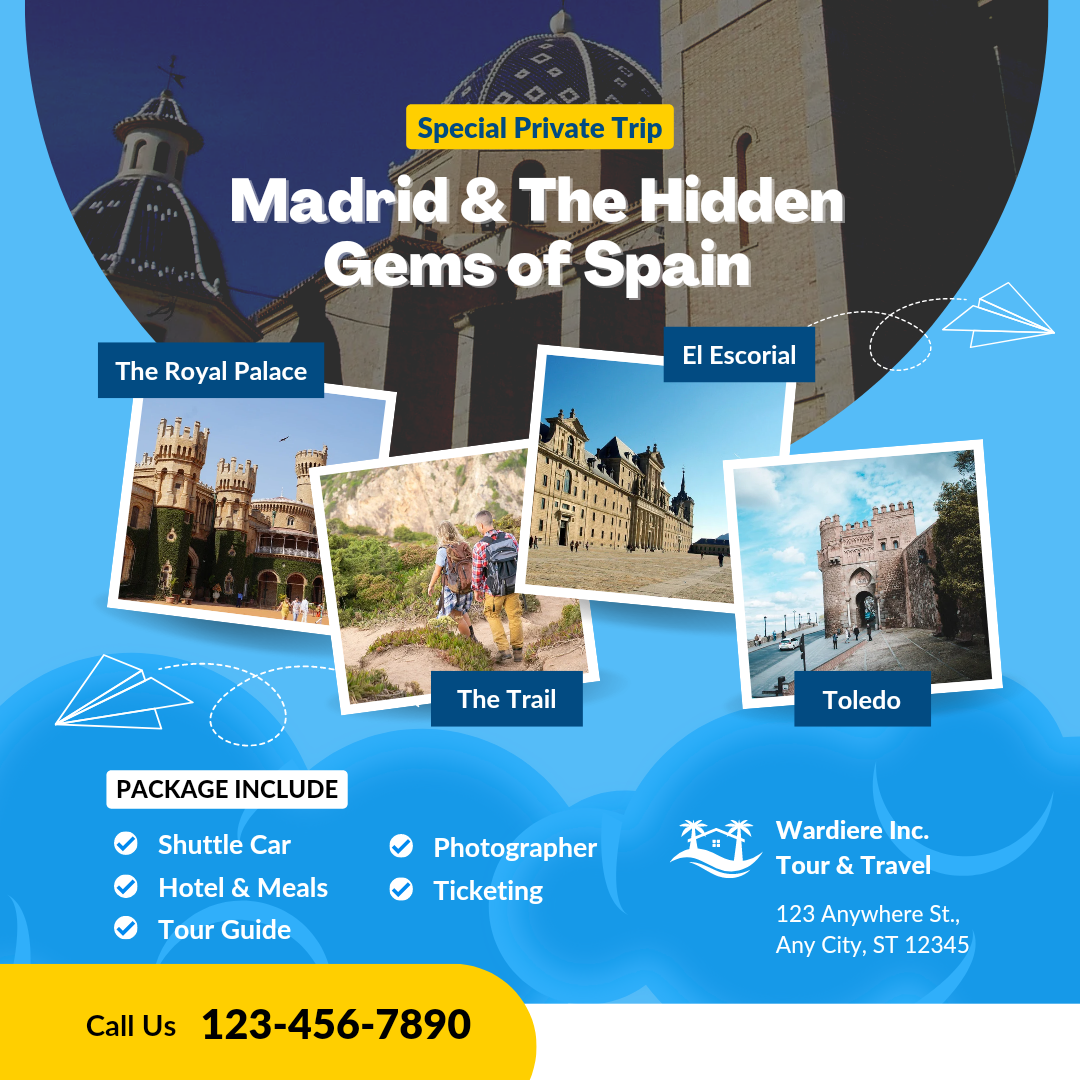 Special Private Trip
Madrid & The Hidden
Gems of Spain
The Royal Palace
El Escorial
The Trail
Toledo
PACKAGE INCLUDE
Shuttle Car
Hotel & Meals
Tour Guide
Photographer
Ticketing
Wardiere Inc.
Tour & Travel
123 Anywhere St.,
Any City, ST 12345
Call Us 123-456-7890